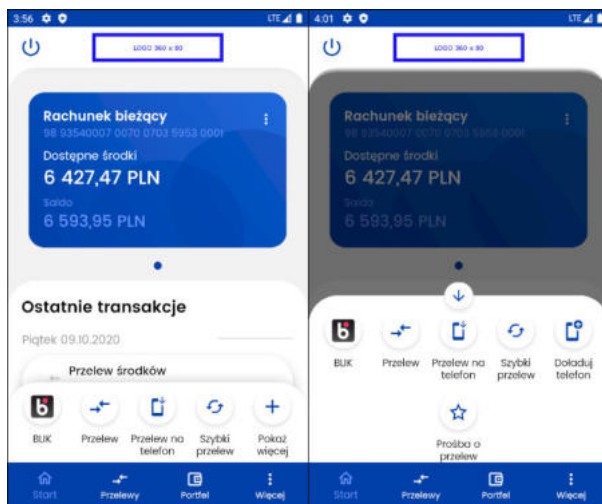 3:56
LTE
LOGO 360 x 80
Rachunek bieżący
98 93540007 0070 0703 5953 0001
Dostępne środki
6 427,47 PLN
Saldo
6 593,95 PLN
Ostatnie transakcje
Piątek 09.10.2020
Przelew środków
BLIK
Przelew
Przelew na
telefon
Szybki
przelew
Pokaż
więcej
Start
Przelewy
Portfel
Więcej
4:01
LTE
LOGO 360 x 80
Rachunek bieżący
98 93540007 0070 0703 5953 0001
Dostępne środki
6 427,47 PLN
Saldo
6 593,95 PLN
BLIK
Przelew
Przelew na
telefon
Szybki
przelew
Doładuj
telefon
Prośba o
przelew
Start
Przelewy
Portfel
Więcej